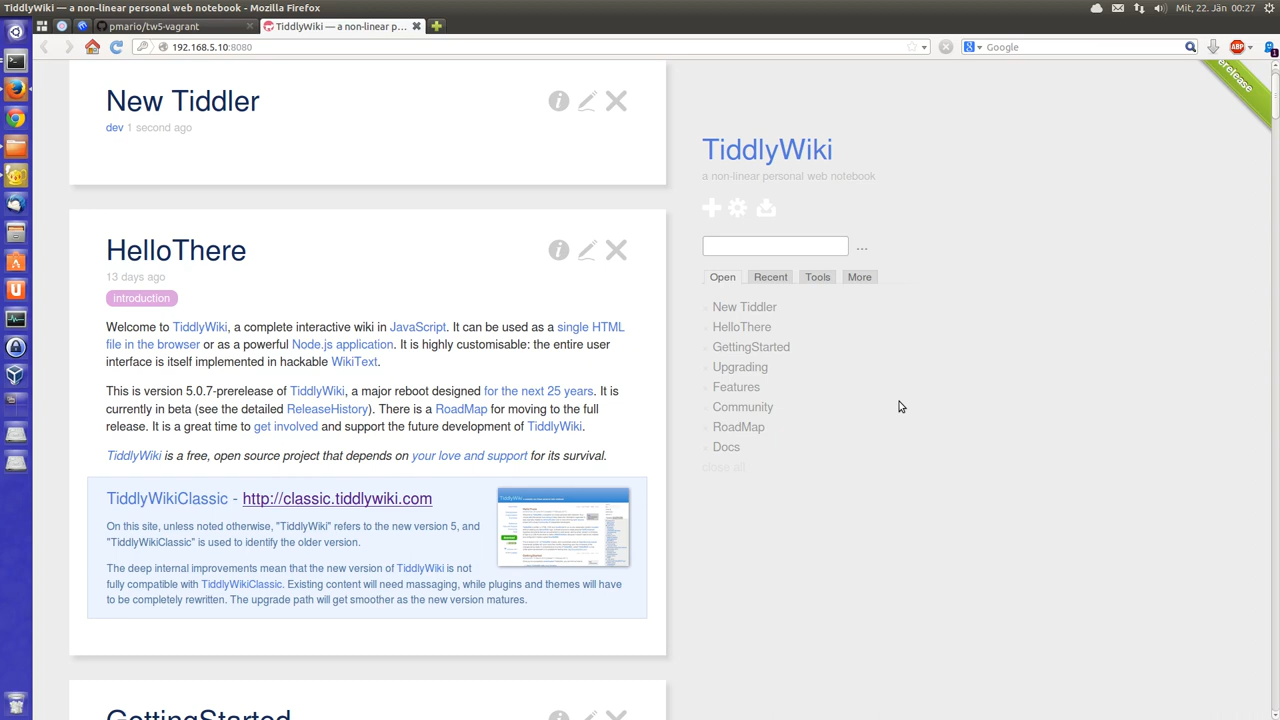 TiddlyWiki — a non-linear personal web notebook - Mozilla Firefox
Mit, 22. Jän 00:27
pmario/tw5-vagrant
TiddlyWiki — a non-linear p...
192.168.5.10:8080
Google
ABP
1
erelease
New Tiddler
dev 1 second ago
TiddlyWiki
a non-linear personal web notebook
...
Open Recent Tools More
New Tiddler
HelloThere
GettingStarted
Upgrading
Features
Community
RoadMap
Docs
close all
HelloThere
13 days ago
introduction
Welcome to TiddlyWiki, a complete interactive wiki in JavaScript. It can be used as a single HTML
file in the browser or as a powerful Node.js application. It is highly customisable: the entire user
interface is itself implemented in hackable WikiText.
This is version 5.0.7-prerelease of TiddlyWiki, a major reboot designed for the next 25 years. It is
currently in beta (see the detailed ReleaseHistory). There is a RoadMap for moving to the full
release. It is a great time to get involved and support the future development of TiddlyWiki.
TiddlyWiki is a free, open source project that depends on your love and support for its survival.
TiddlyWikiClassic - http://classic.tiddlywiki.com
On this site, unless noted otherwise, "TiddlyWiki" refers to the new version 5, and
"TiddlyWikiClassic" is used to identify the older version.
The deep internal improvements mean that the new version of TiddlyWiki is not
fully compatible with TiddlyWikiClassic. Existing content will need massaging, while plugins and themes will have
to be completely rewritten. The upgrade path will get smoother as the new version matures.
GettingStarted